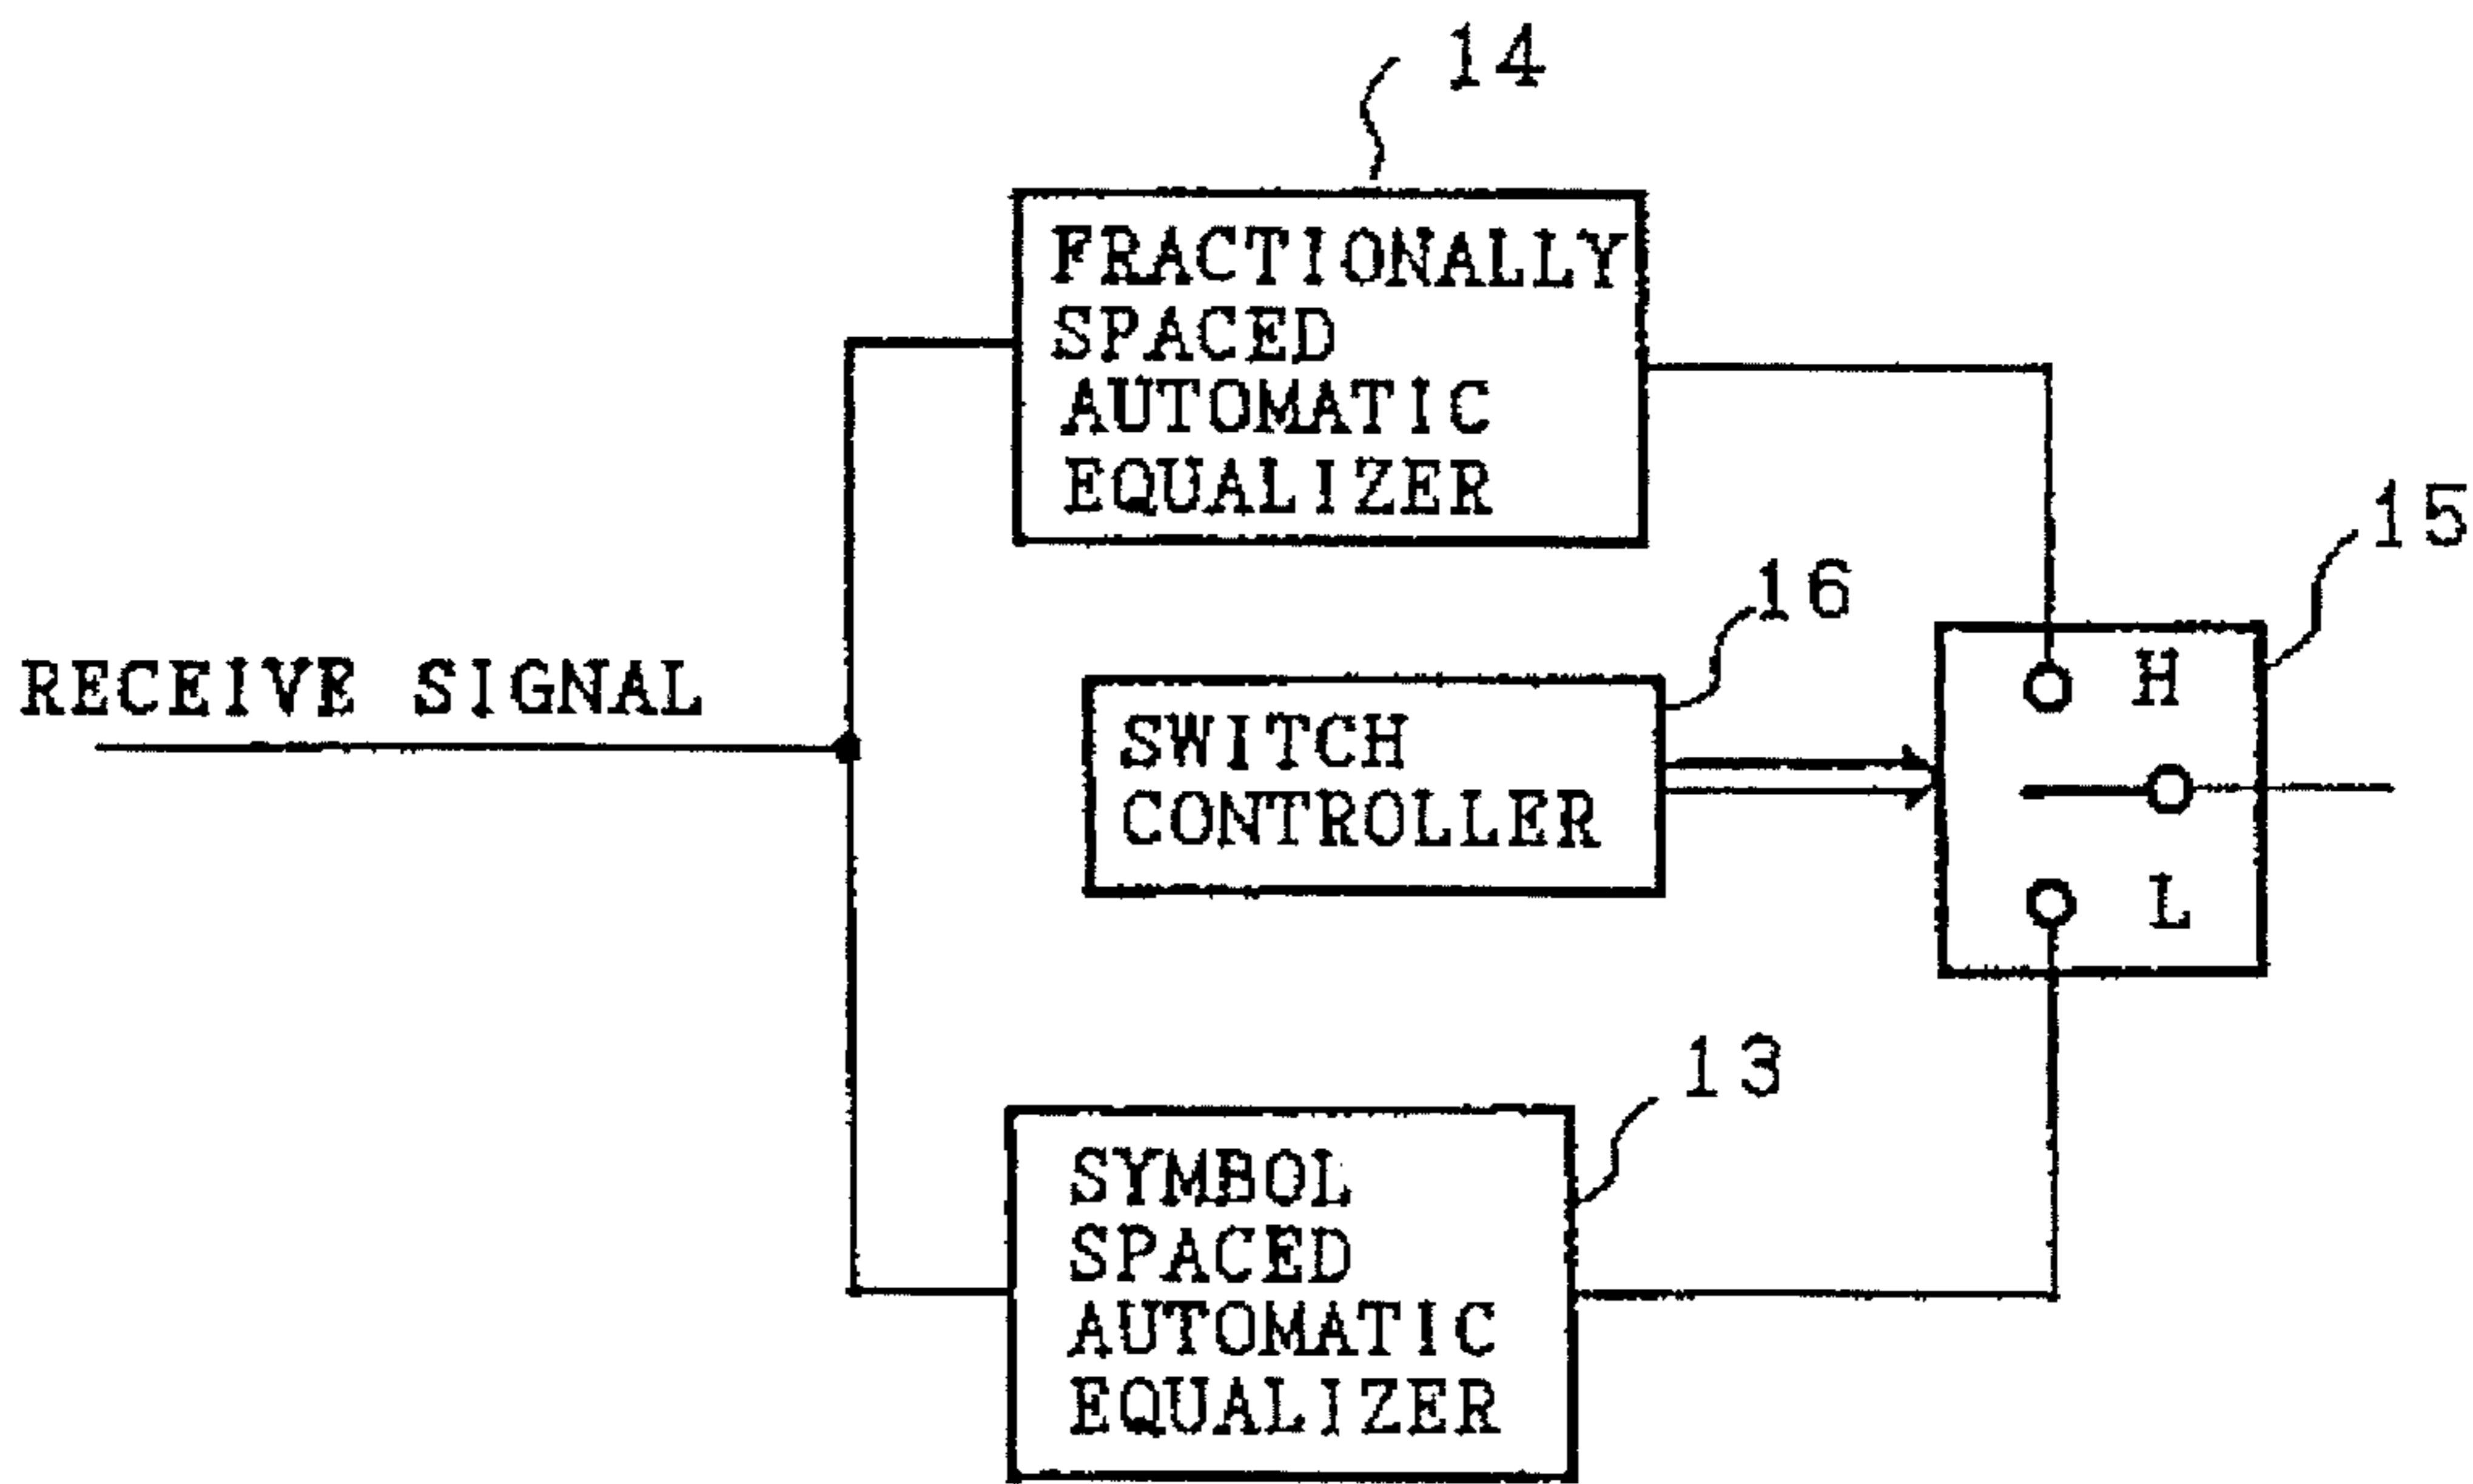 14
FRACTIONALLY
SPACED
AUTOMATIC
EQUALIZER
15
16
RECEIVE SIGNAL
H
SWITCH
CONTROLLER
L
13
SYMBOL
SPACED
AUTOMATIC
EQUALIZER